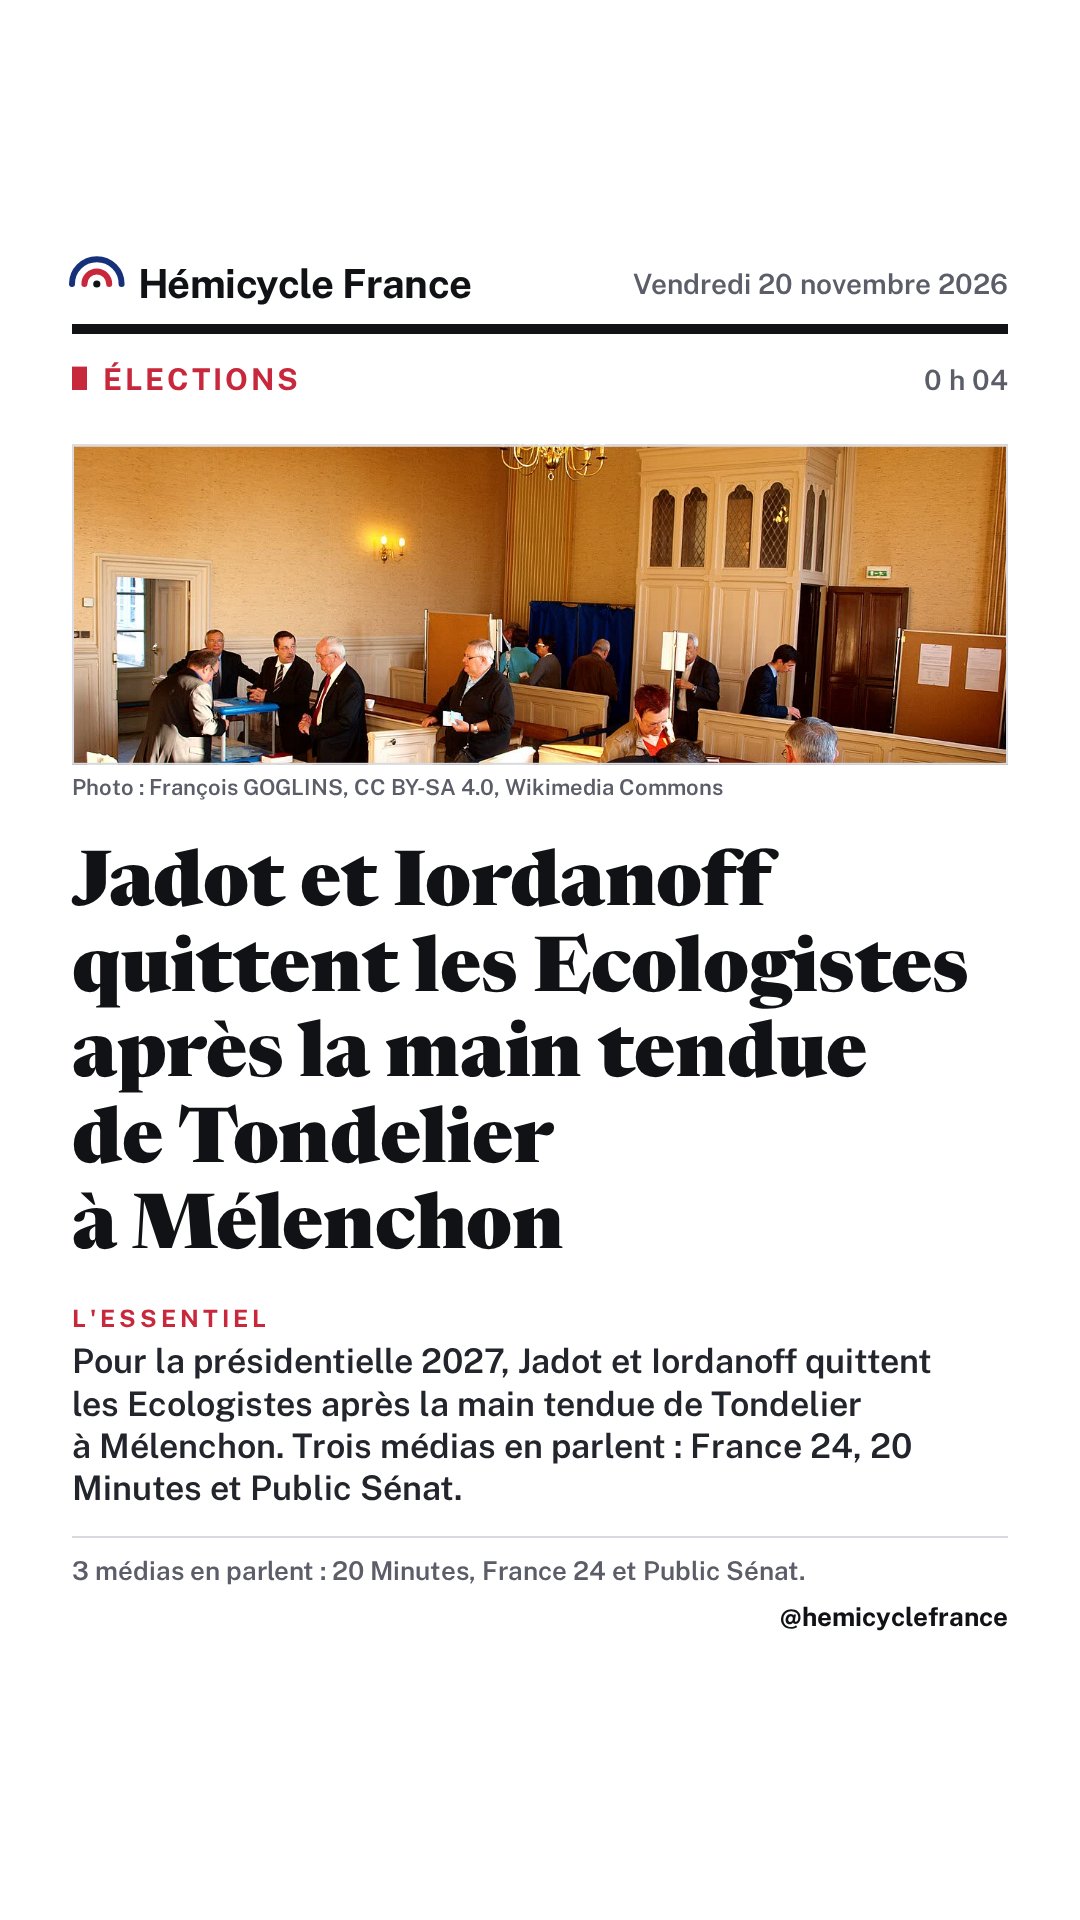 Hémicycle France
Vendredi 20 novembre 2026
ÉLECTIONS
0 h 04
Photo : François GOGLINS, CC BY-SA 4.0, Wikimedia Commons
Jadot et Iordanoff
quittent les Ecologistes
après la main tendue
de Tondelier
à Mélenchon
L'ESSENTIEL
Pour la présidentielle 2027, Jadot et Iordanoff quittent
les Ecologistes après la main tendue de Tondelier
à Mélenchon. Trois médias en parlent : France 24, 20
Minutes et Public Sénat.
3 médias en parlent : 20 Minutes, France 24 et Public Sénat.
@hemicyclefrance